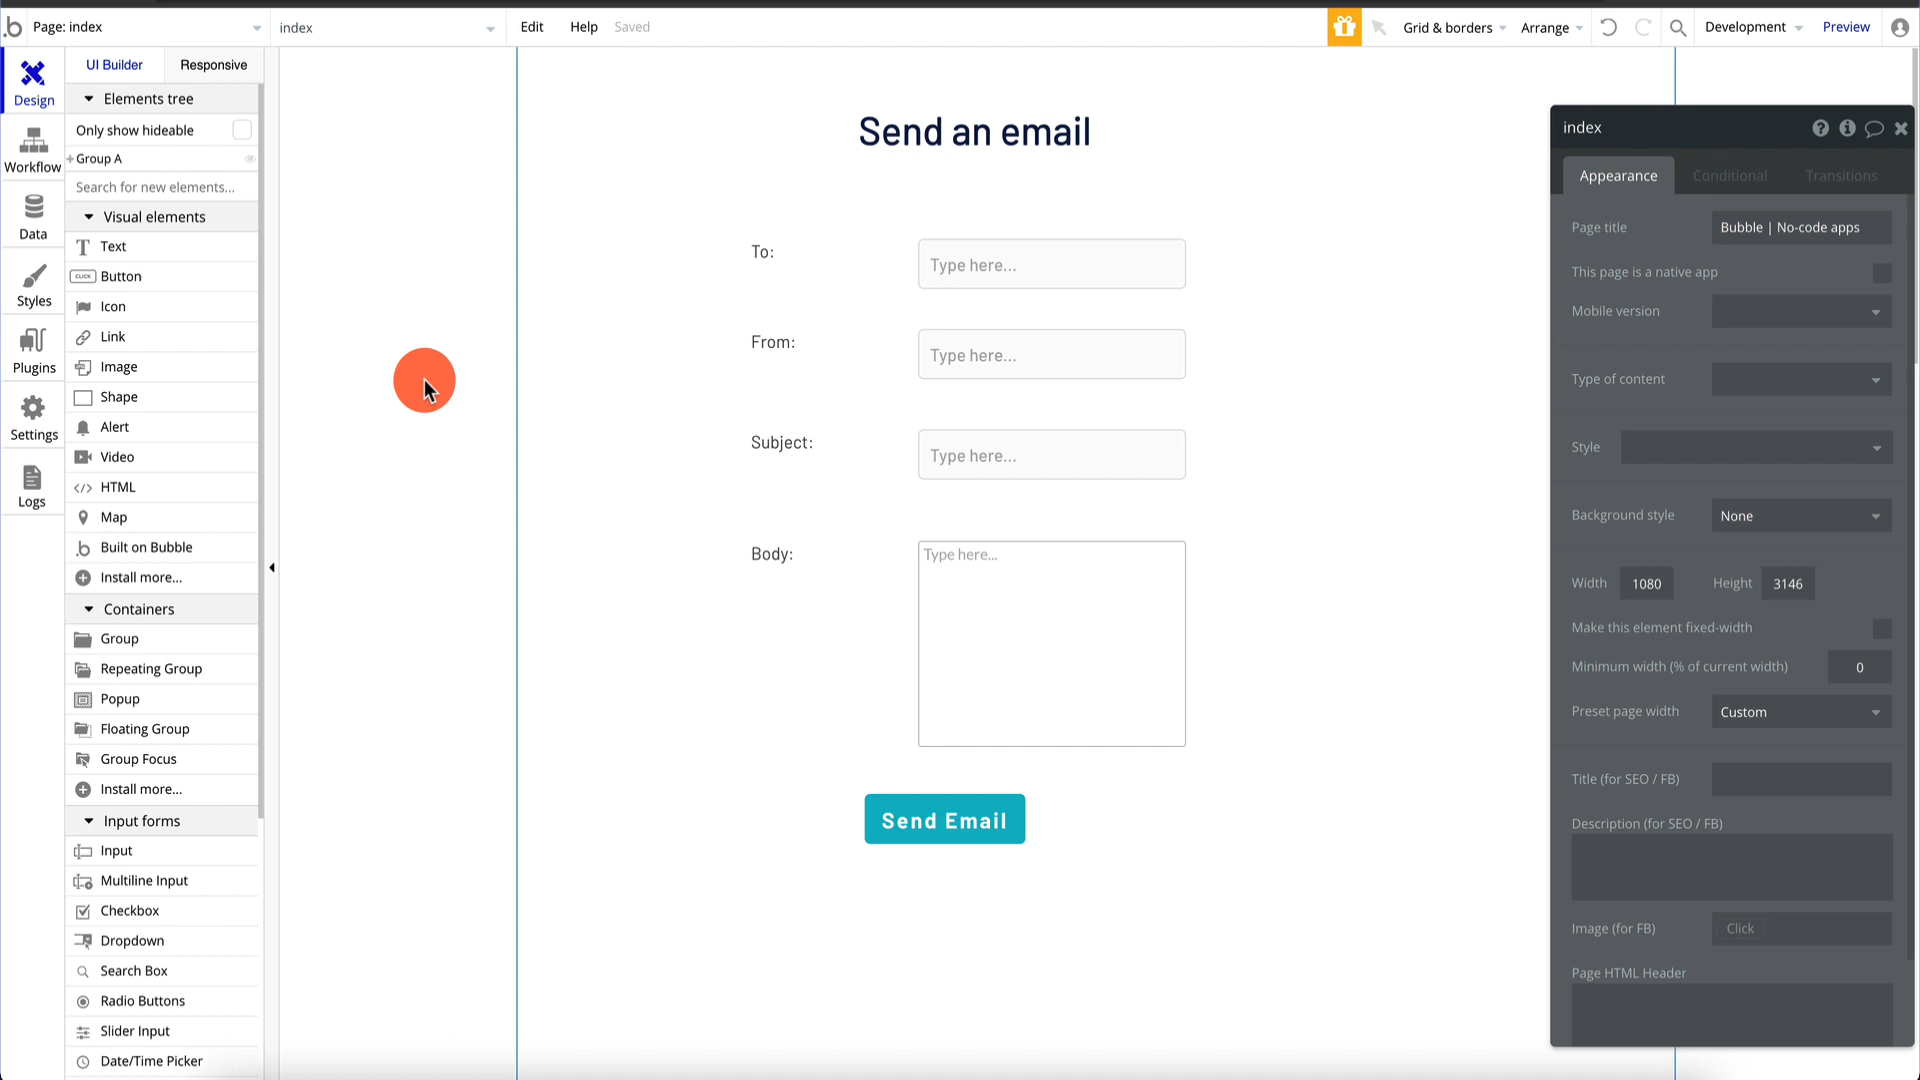 .b Page: index
index
Edit
Help
Saved
Grid & borders
Arrange
Development
Preview
UI Builder
Responsive
Design
Workflow
Data
Styles
Plugins
Settings
Logs
Elements tree
Only show hideable
+ Group A
Search for new elements...
Visual elements
Text
CLICK Button
Icon
Link
Image
Shape
Alert
Video
</> HTML
Map
.b Built on Bubble
Install more...
Containers
Group
Repeating Group
Popup
Floating Group
Group Focus
Install more...
Input forms
Input
Multiline Input
Checkbox
Dropdown
Search Box
Radio Buttons
Slider Input
Date/Time Picker
Send an email
To:
Type here...
From:
Type here...
Subject:
Type here...
Body:
Type here...
Send Email
index
Appearance
Conditional
Transitions
Page title
Bubble | No-code apps
This page is a native app
Mobile version
Type of content
Style
Background style
None
Width
1080
Height
3146
Make this element fixed-width
Minimum width (% of current width)
0
Preset page width
Custom
Title (for SEO / FB)
Description (for SEO / FB)
Image (for FB)
Click
Page HTML Header